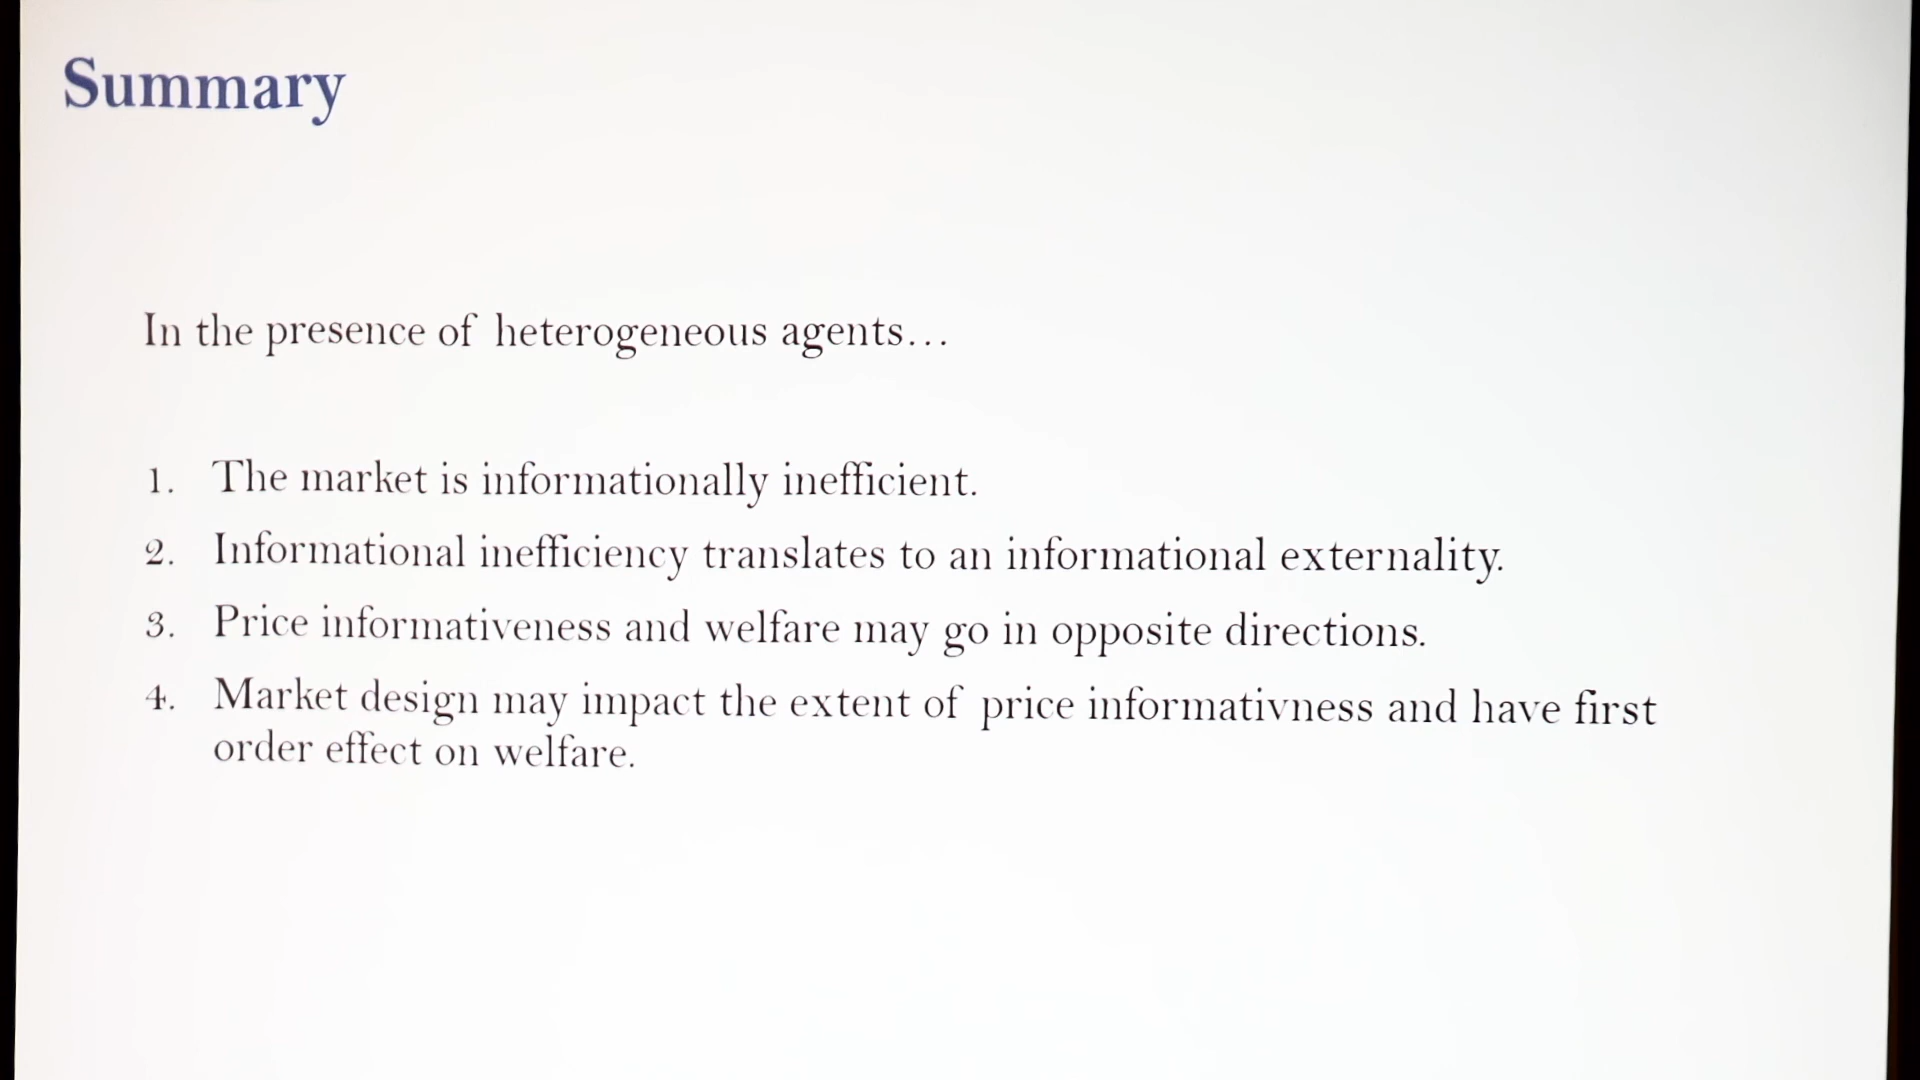 Summary
In the presence of heterogeneous agents...
1. The market is informationally inefficient.
2. Informational inefficiency translates to an informational externality.
3. Price informativeness and welfare may go in opposite directions.
4. Market design may impact the extent of price informativness and have first
order effect on welfare.